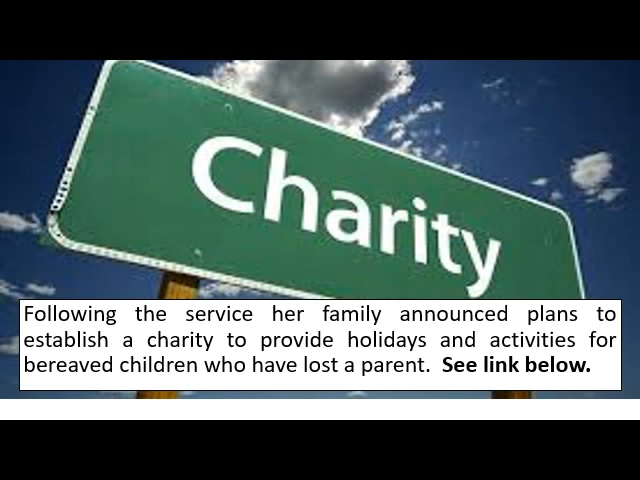 Charity
Following the service her family announced plans to
establish a charity to provide holidays and activities for
bereaved children who have lost a parent. See link below.